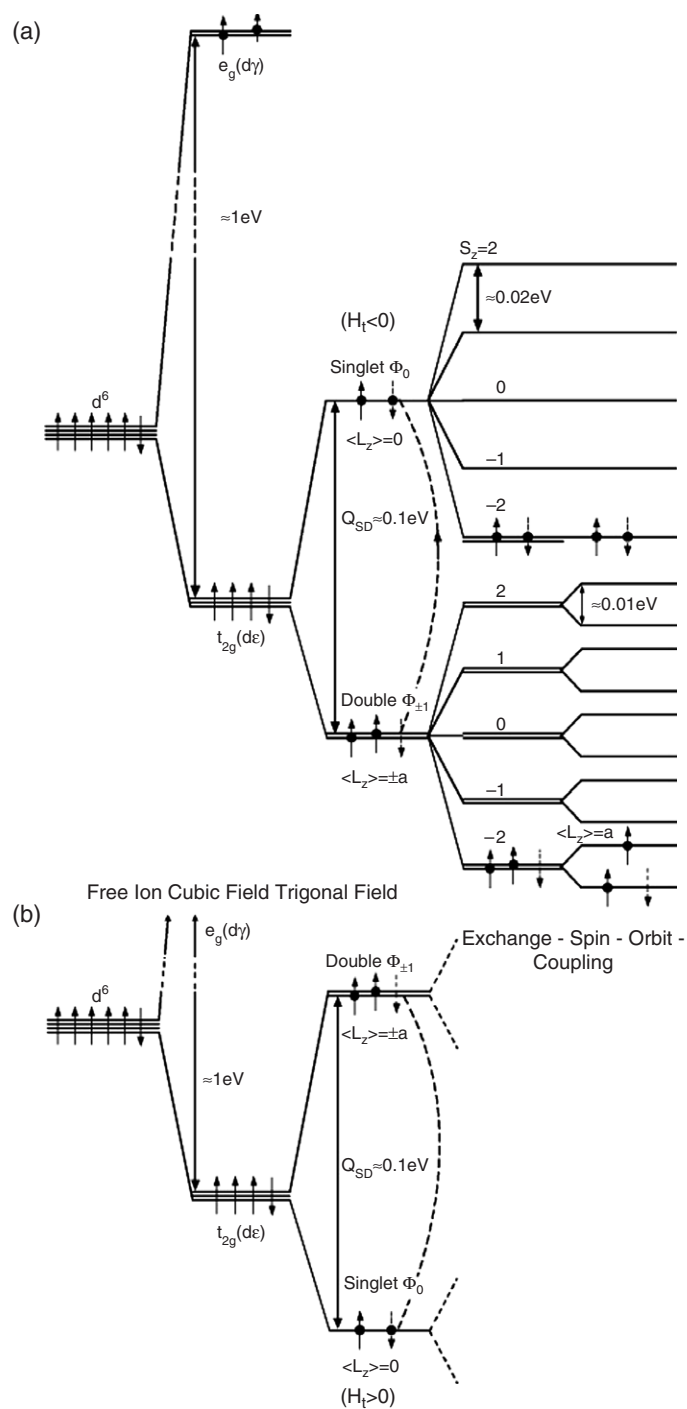 (a)
e_g(dγ)
≈1eV
S_z=2
≈0.02eV
(H_t<0)
Singlet Φ_0
0
d^6
<L_z>=0
−1
Q_SD≈0.1eV
−2
2
≈0.01eV
t_2g(dε)
1
Double Φ_±1
0
<L_z>=±a
−1
<L_z>=a
−2
Free Ion Cubic Field Trigonal Field
(b)
e_g(dγ)
Exchange - Spin - Orbit -
Coupling
Double Φ_±1
d^6
<L_z>=±a
≈1eV
Q_SD≈0.1eV
t_2g(dε)
Singlet Φ_0
<L_z>=0
(H_t>0)